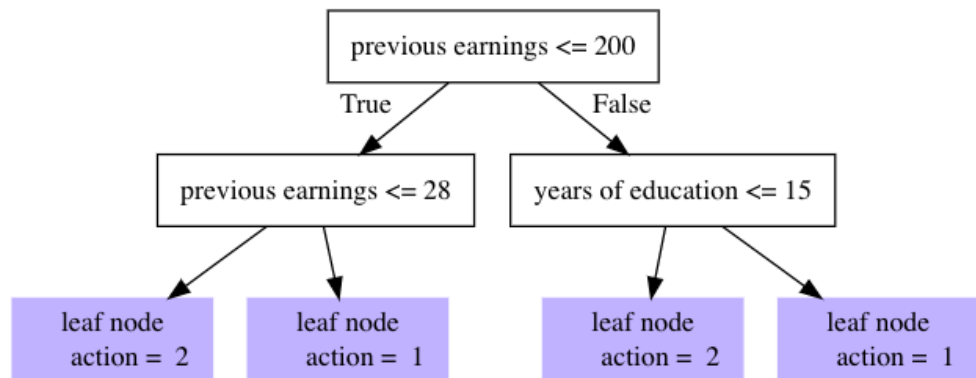 previous earnings <= 200
True
False
previous earnings <= 28
years of education <= 15
leaf node
action = 2
leaf node
action = 1
leaf node
action = 2
leaf node
action = 1